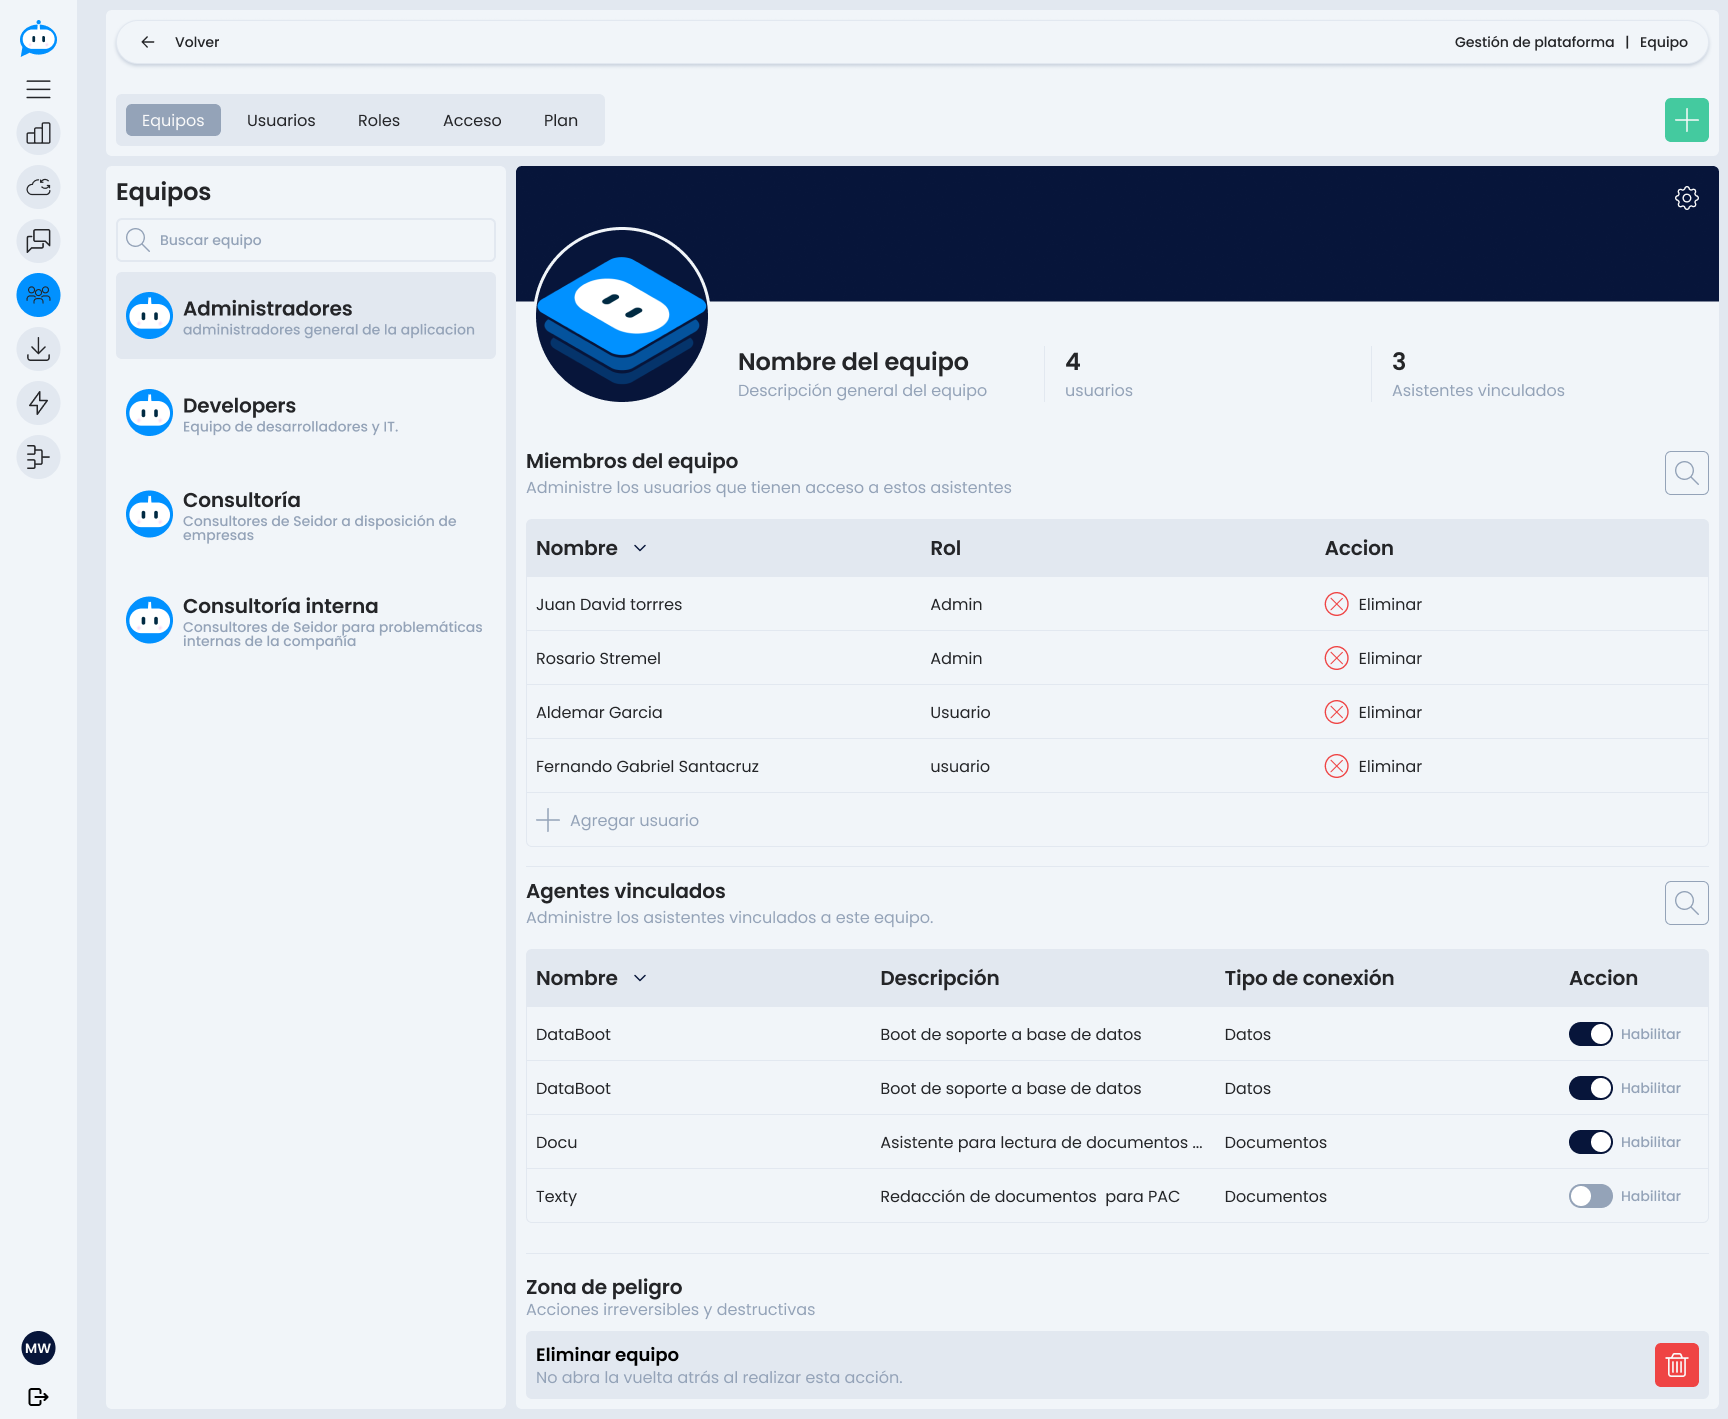 Volver
Gestión de plataforma | Equipo
Equipos
Usuarios
Roles
Acceso
Plan
Equipos
Buscar equipo
Administradores
administradores general de la aplicacion
Developers
Equipo de desarrolladores y IT.
Consultoría
Consultores de Seidor a disposición de
empresas
Consultoría interna
Consultores de Seidor para problemáticas
internas de la compañía
MW
Nombre del equipo
Descripción general del equipo
4
usuarios
3
Asistentes vinculados
Miembros del equipo
Administre los usuarios que tienen acceso a estos asistentes
Nombre Rol Accion
Juan David torrres Admin Eliminar
Rosario Stremel Admin Eliminar
Aldemar Garcia Usuario Eliminar
Fernando Gabriel Santacruz usuario Eliminar
Agregar usuario
Agentes vinculados
Administre los asistentes vinculados a este equipo.
Nombre Descripción Tipo de conexión Accion
DataBoot Boot de soporte a base de datos Datos Habilitar
DataBoot Boot de soporte a base de datos Datos Habilitar
Docu Asistente para lectura de documentos ... Documentos Habilitar
Texty Redacción de documentos  para PAC Documentos Habilitar
Zona de peligro
Acciones irreversibles y destructivas
Eliminar equipo
No abra la vuelta atrás al realizar esta acción.